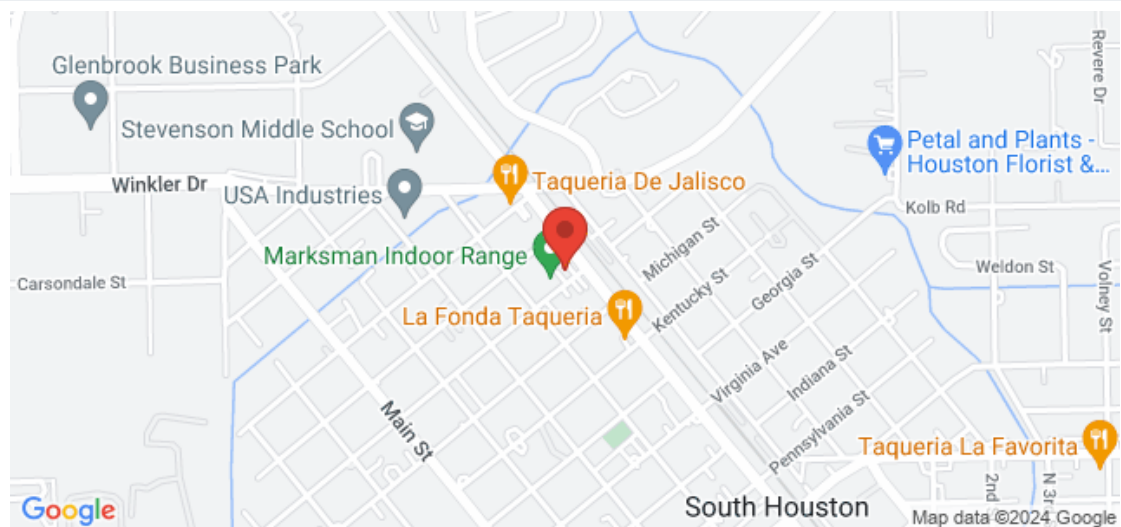 Glenbrook Business Park
Revere Dr
Stevenson Middle School
Petal and Plants -
Houston Florist &...
Winkler Dr
USA Industries
Taqueria De Jalisco
Kolb Rd
Marksman Indoor Range
Michigan St
Carsondale St
Weldon St
Georgia St
Volney St
La Fonda Taqueria
Kentucky St
Virginia Ave
Indiana St
Main St
Pennsylvania St
Taqueria La Favorita
2nd S
N 3r
South Houston
Google
Map data ©2024 Google